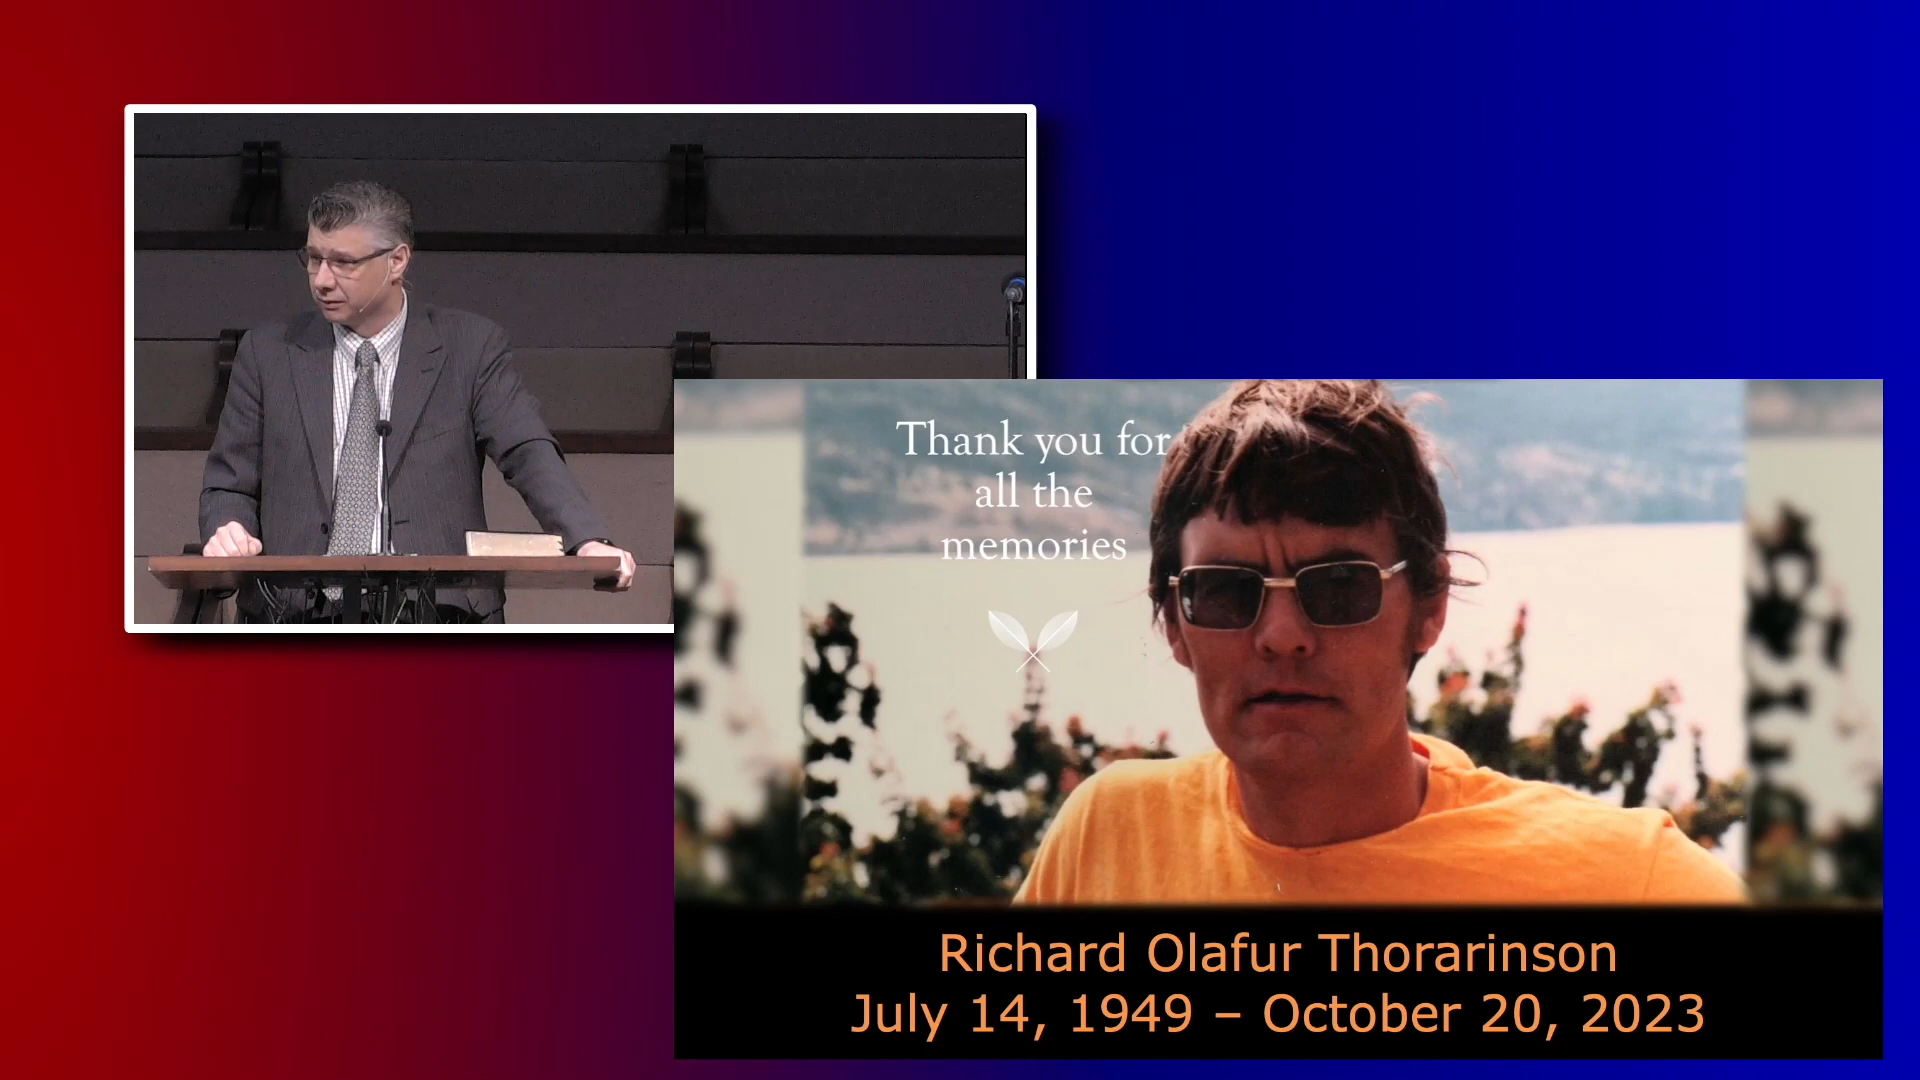 Thank you for
all the
memories
Richard Olafur Thorarinson
July 14, 1949 – October 20, 2023